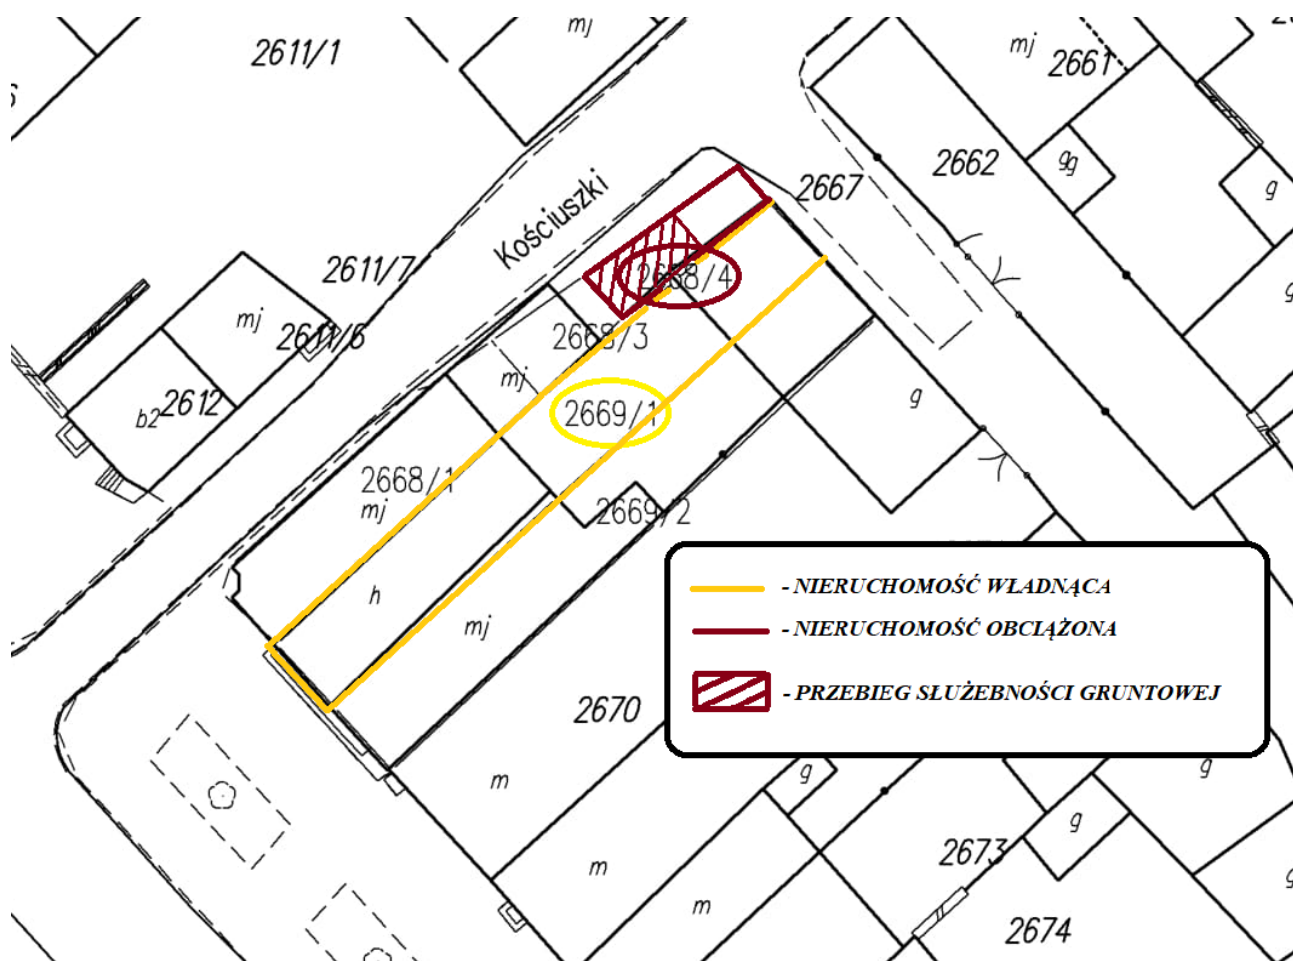 mj
2611/1
mj
2661
gg
2662
g
2667
Kościuszki
2611/7
2668/4
g
mj
2611/6
2668/3
mj
b2
2612
2669/1
g
2668/1
mj
2669/2
h
mj
- NIERUCHOMOŚĆ WŁADNĄCA
- NIERUCHOMOŚĆ OBCIĄŻONA
- PRZEBIEG SŁUŻEBNOŚCI GRUNTOWEJ
2670
m
g
g
g
m
2673
g
m
2674